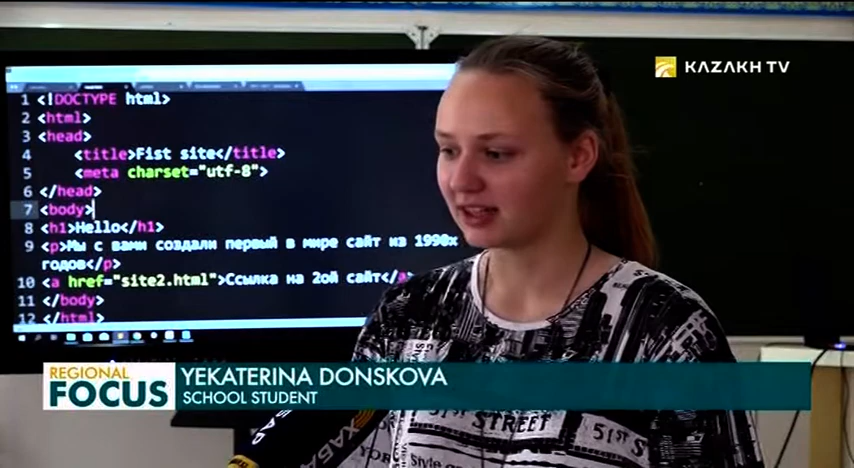 KAZAKH TV
1 <!DOCTYPE html>
2 <html>
3 <head>
4 <title>Fist site</title>
5 <meta charset="utf-8">
6 </head>
7 <body>
8 <h1>Hello</h1>
9 <p>Мы с вами создали первый в мире сайт из 1990х
годов</p>
10 <a href="site2.html">Ссылка на 2ой сайт</a>
11 </body>
12 </html>
REGIONAL
FOCUS
YEKATERINA DONSKOVA
SCHOOL STUDENT
STREET
51st.S